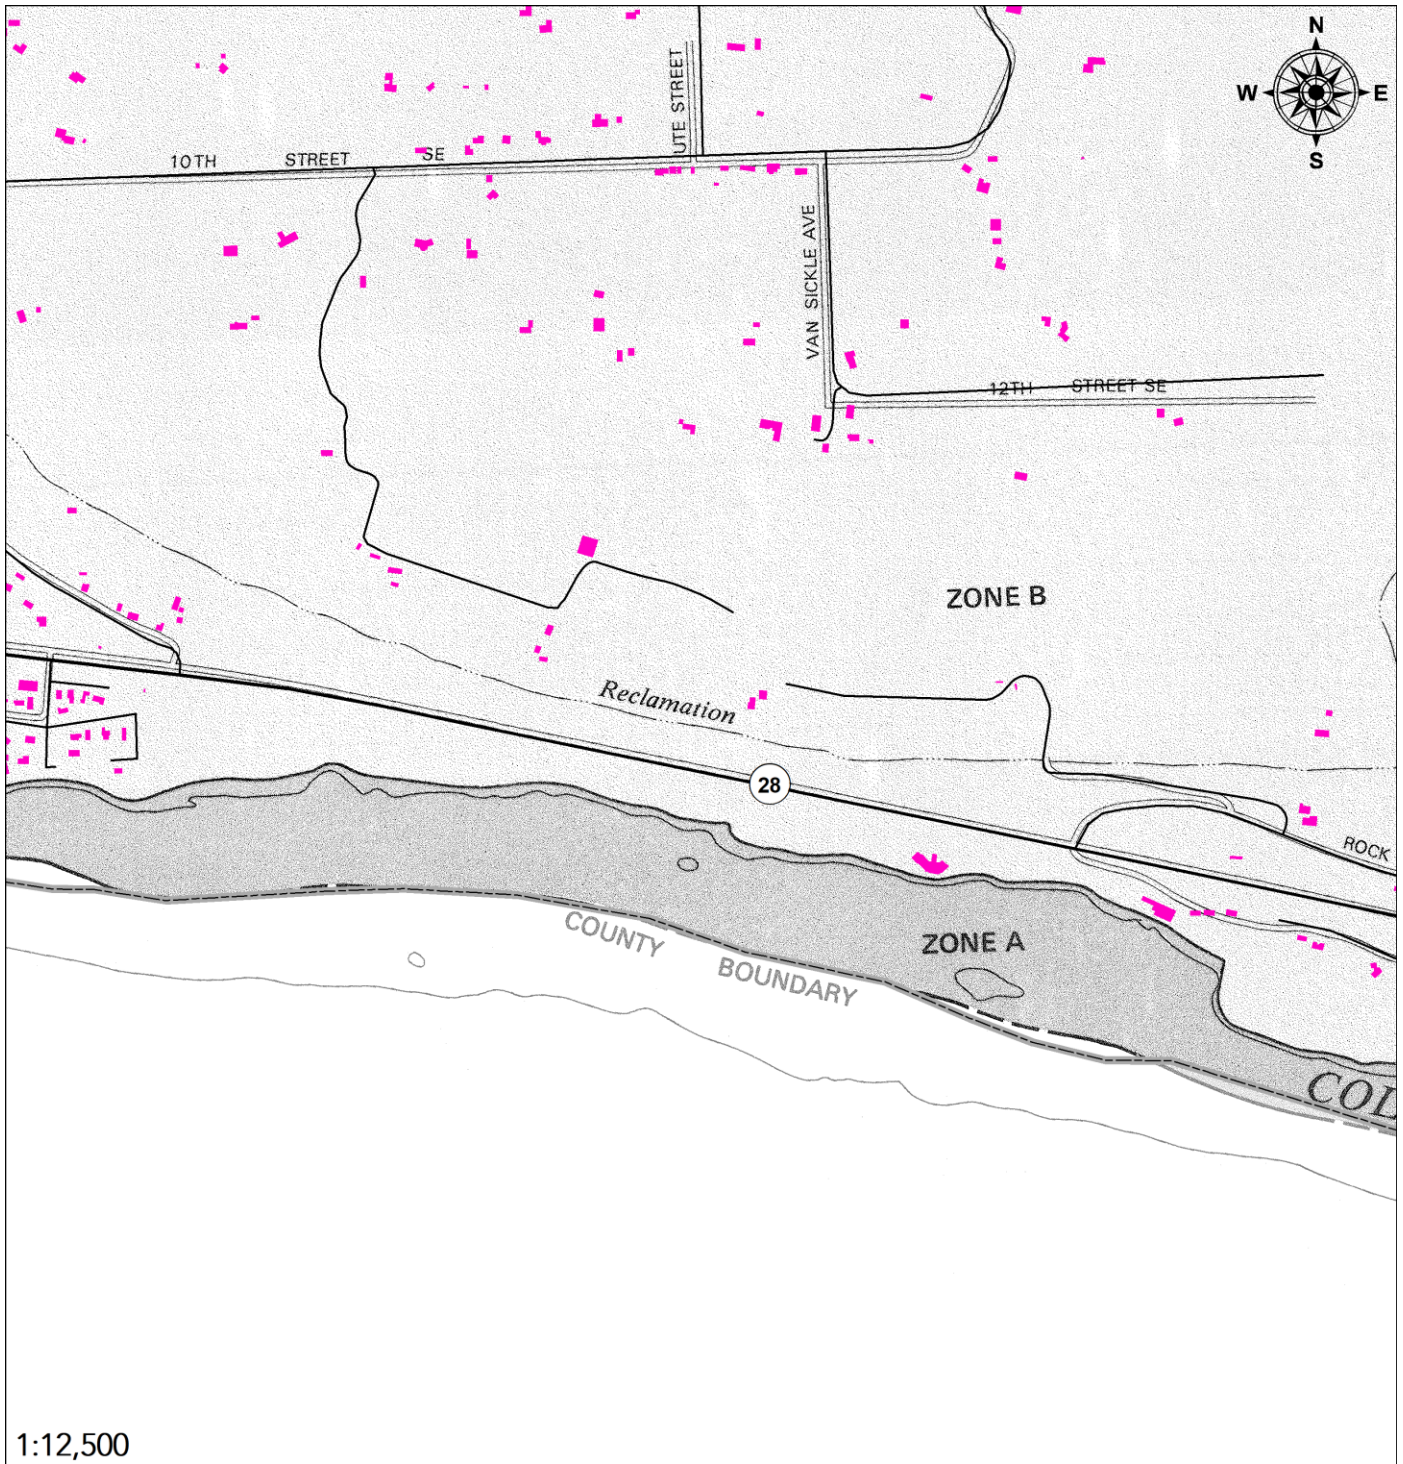 N
W E
S
UTE STREET
10TH STREET SE
VAN SICKLE AVE
12TH STREET SE
ZONE B
Reclamation
28
ROCK
ZONE A
COUNTY BOUNDARY
COL
1:12,500